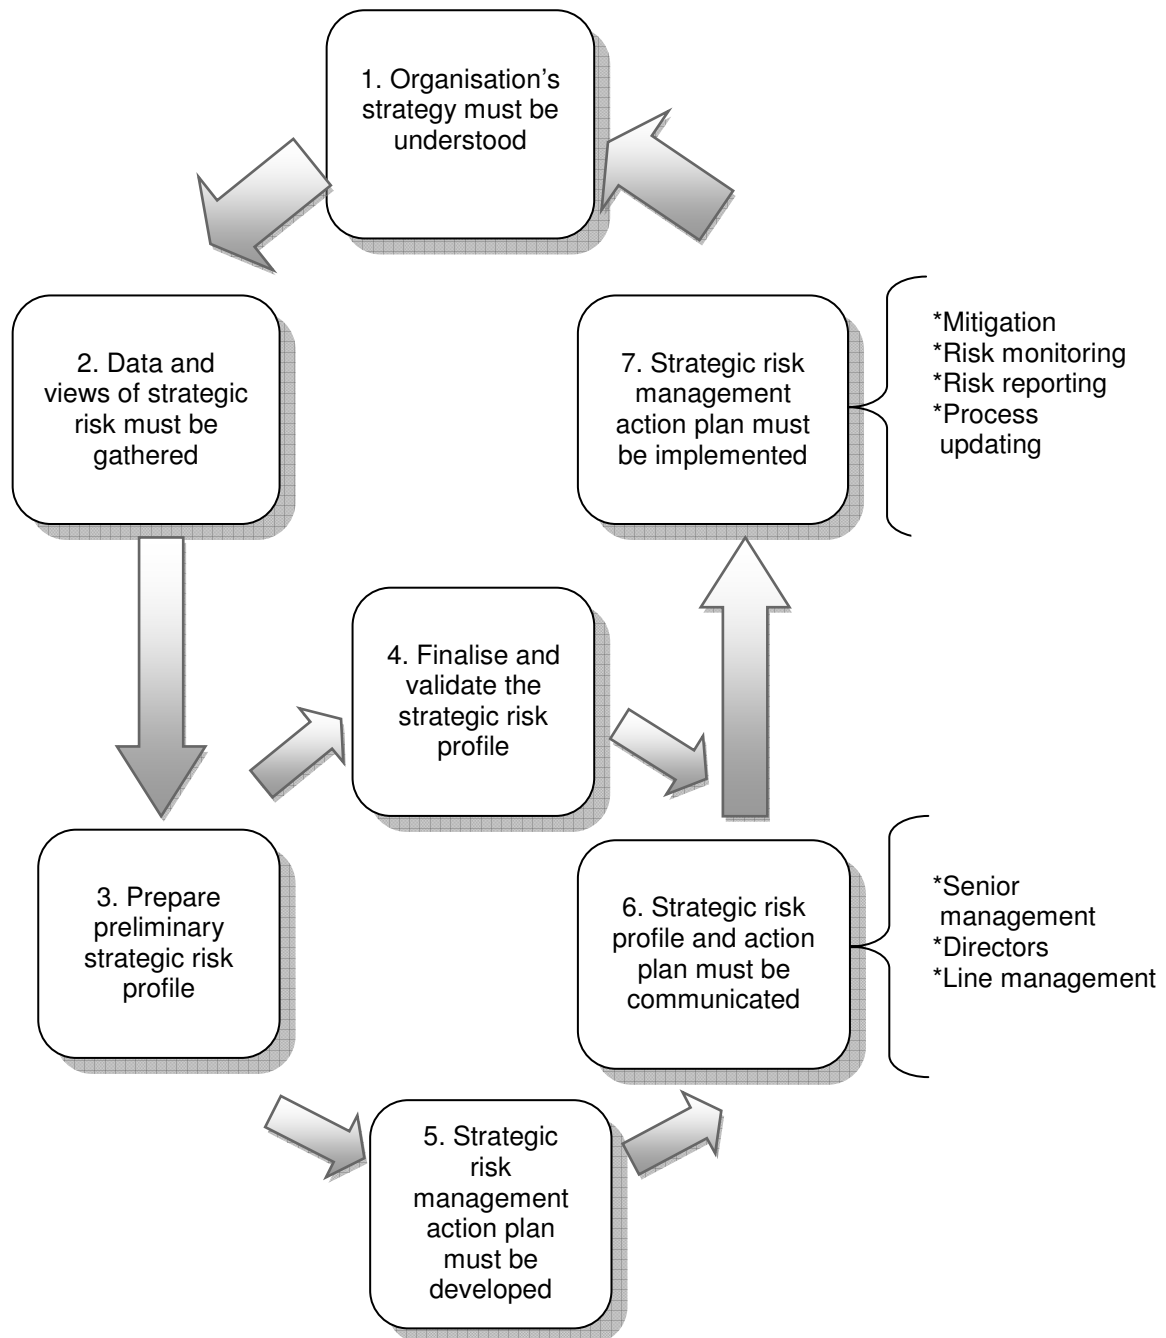 1. Organisation's
strategy must be
understood
2. Data and
views of strategic
risk must be
gathered
7. Strategic risk
management
action plan must
be implemented
*Mitigation
*Risk monitoring
*Risk reporting
*Process
updating
4. Finalise and
validate the
strategic risk
profile
3. Prepare
preliminary
strategic risk
profile
6. Strategic risk
profile and action
plan must be
communicated
*Senior
management
*Directors
*Line management
5. Strategic
risk
management
action plan
must be
developed